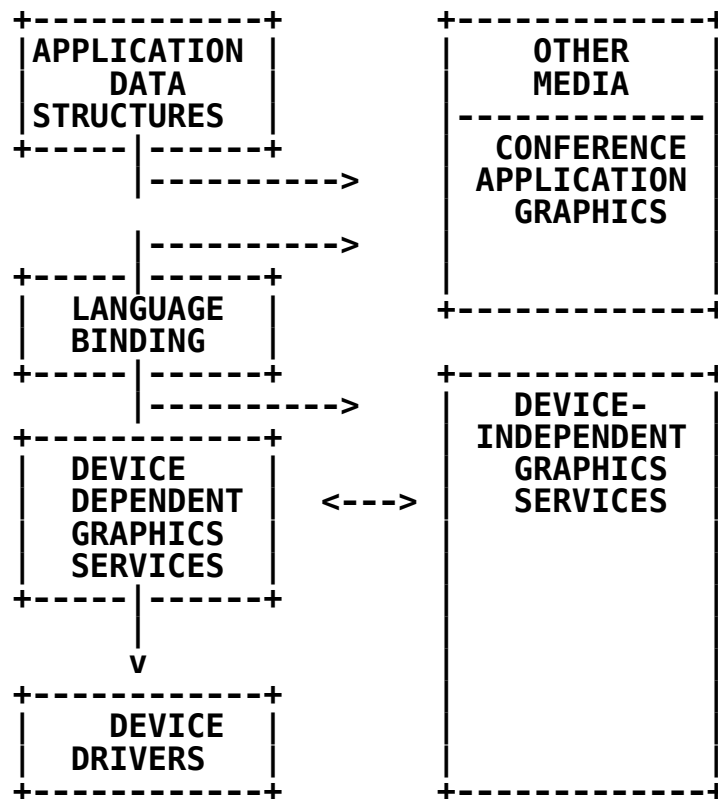 APPLICATION
DATA
STRUCTURES
OTHER
MEDIA
CONFERENCE
APPLICATION
GRAPHICS
LANGUAGE
BINDING
DEVICE
DEPENDENT
GRAPHICS
SERVICES
DEVICE-
INDEPENDENT
GRAPHICS
SERVICES
DEVICE
DRIVERS